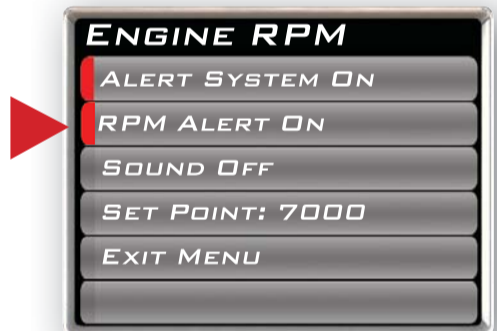 Engine RPM
Alert System On
RPM Alert On
Sound Off
Set Point: 7000
Exit Menu